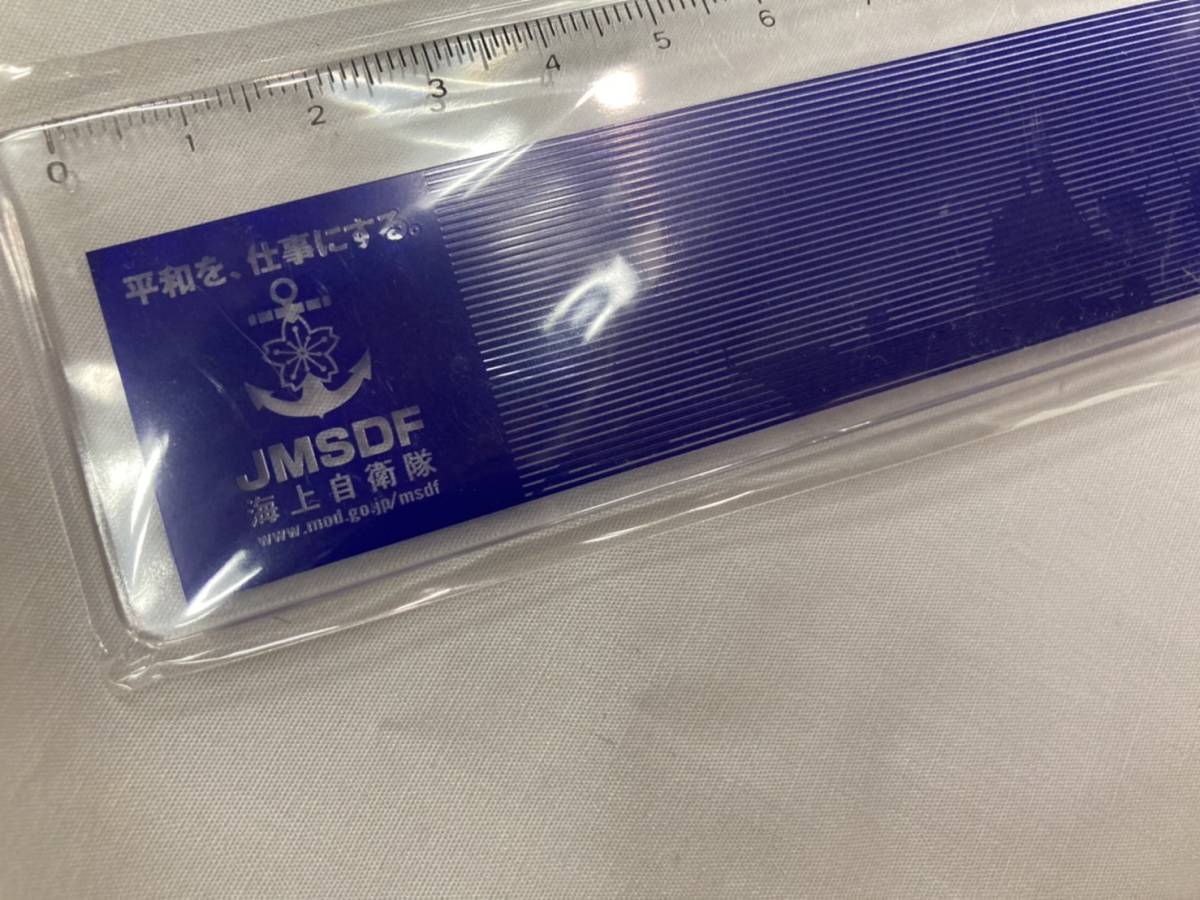 0 1 2 3 4 5 6
平和を、仕事にする。
JMSDF
海上自衛隊
www.mod.go.jp/msdf